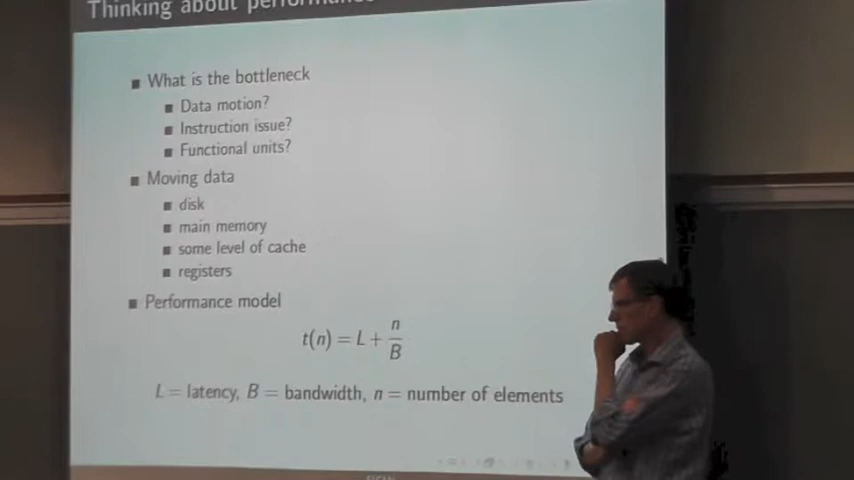 Thinking about performance
■ What is the bottleneck
■ Data motion?
■ Instruction issue?
■ Functional units?
■ Moving data
■ disk
■ main memory
■ some level of cache
■ registers
■ Performance model
t(n) = L + n/B
L = latency, B = bandwidth, n = number of elements